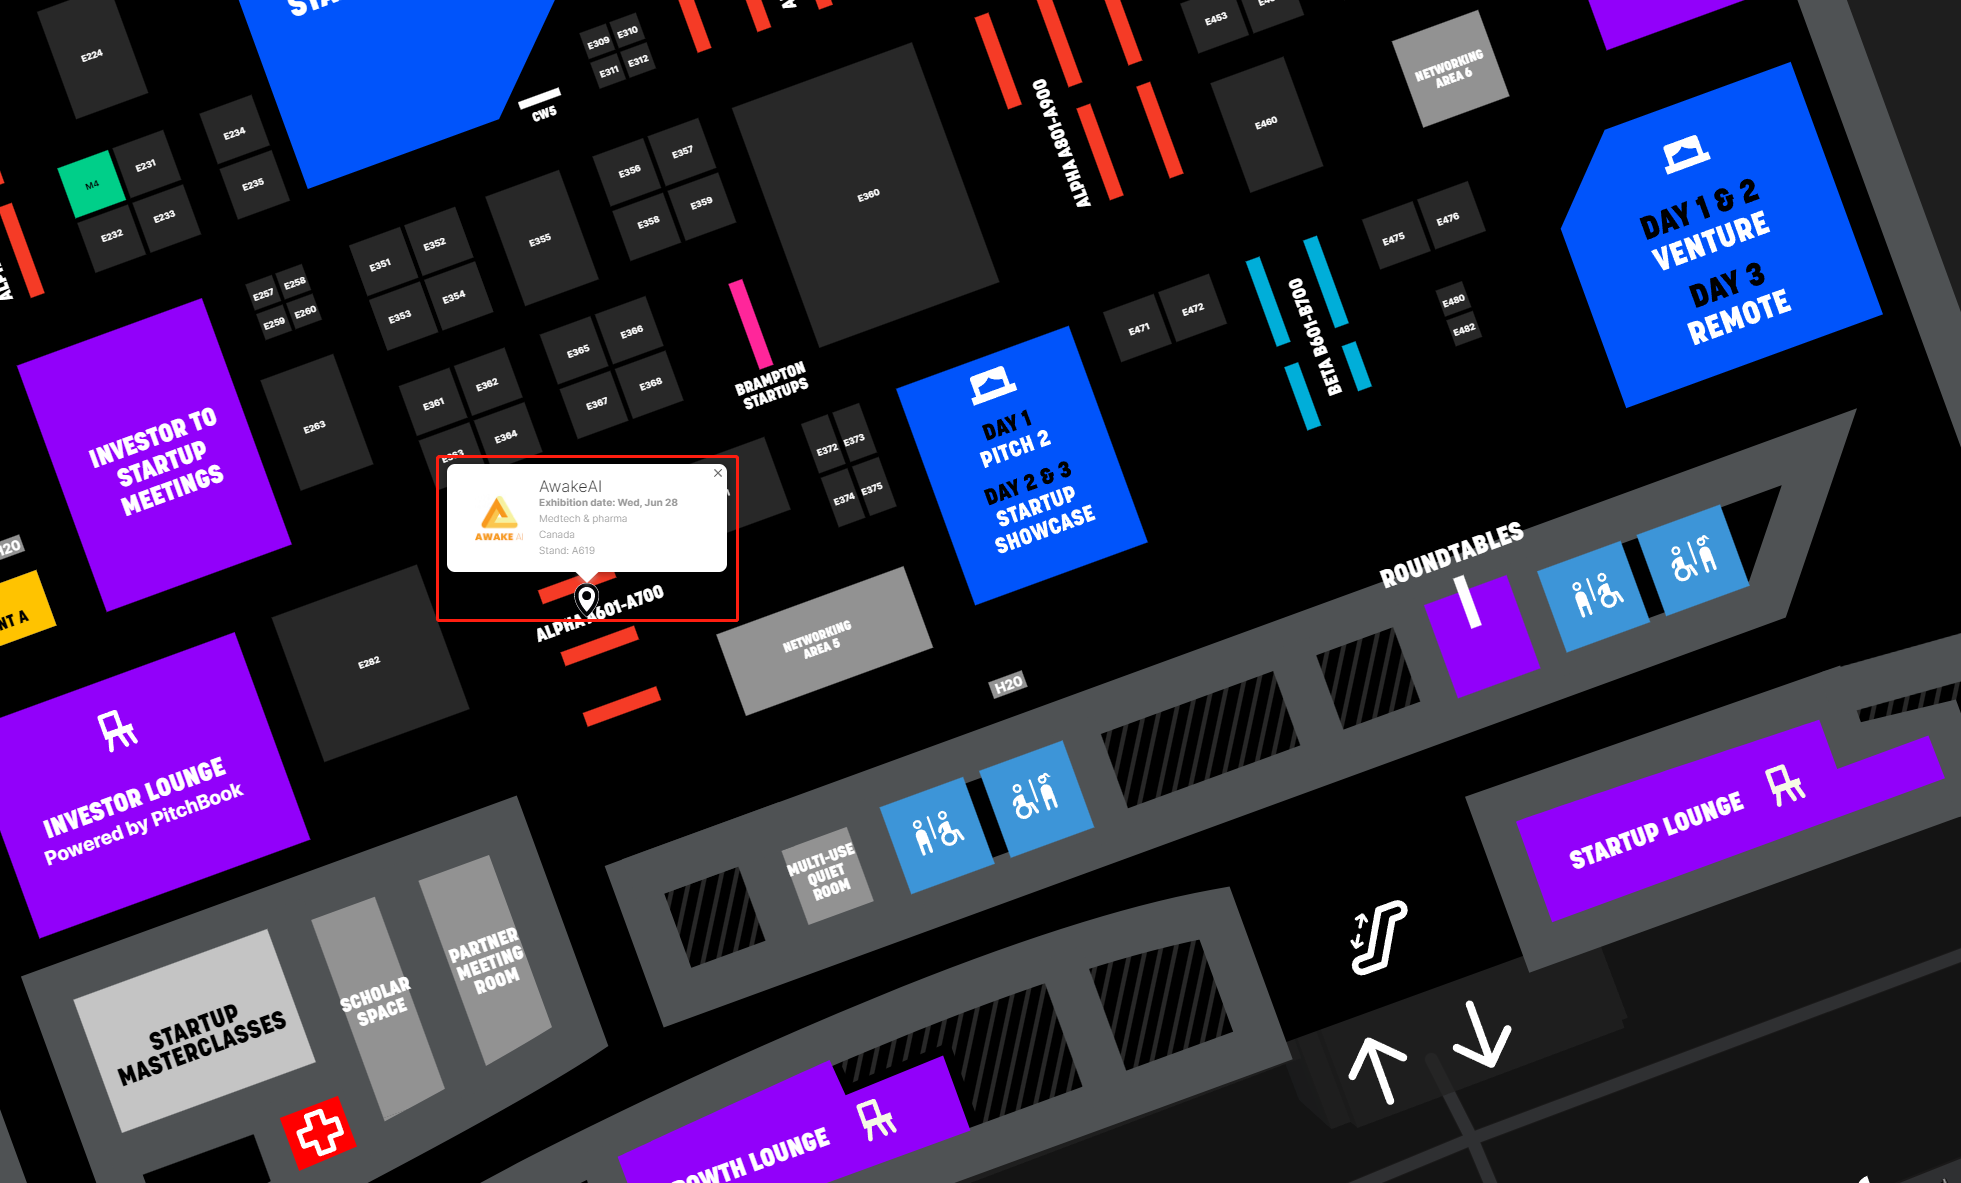 E224
STA
E309
E310
E311
E312
CW5
E453
NETWORKING
AREA 6
ALPHA A801-A900
E460
E234
E235
M4
E231
E232
E233
E356
E357
E358
E359
E360
E355
E351
E352
E353
E354
E257
E258
E259
E260
E475
E476
E480
E482
DAY 1 & 2
VENTURE
DAY 3
REMOTE
E471
E472
BETA B601-B700
E365
E366
E367
E368
BRAMPTON
STARTUPS
E361
E362
E364
E263
INVESTOR TO
STARTUP
MEETINGS
E372
E373
E374
E375
DAY 1
PITCH 2
DAY 2 & 3
STARTUP
SHOWCASE
AwakeAI
Exhibition date: Wed, Jun 28
Medtech & pharma
Canada
Stand: A619
AWAKE AI
ALPHA A601-A700
H20
NT A
E282
NETWORKING
AREA 5
H20
ROUNDTABLES
INVESTOR LOUNGE
Powered by PitchBook
MULTI-USE
QUIET
ROOM
STARTUP LOUNGE
PARTNER
MEETING
ROOM
SCHOLAR
SPACE
STARTUP
MASTERCLASSES
OWTH LOUNGE